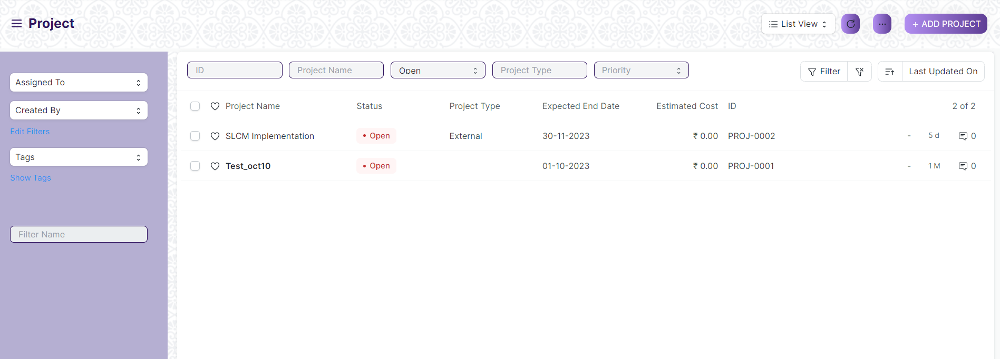 Project
List View
...
+ ADD PROJECT
Assigned To
Created By
Edit Filters
Tags
Show Tags
Filter Name
ID Project Name Open Project Type Priority
Filter
Last Updated On
Project Name Status Project Type Expected End Date Estimated Cost ID 2 of 2
SLCM Implementation • Open External 30-11-2023 ₹ 0.00 PROJ-0002 - 5 d 0
Test_oct10 • Open 01-10-2023 ₹ 0.00 PROJ-0001 - 1 M 0